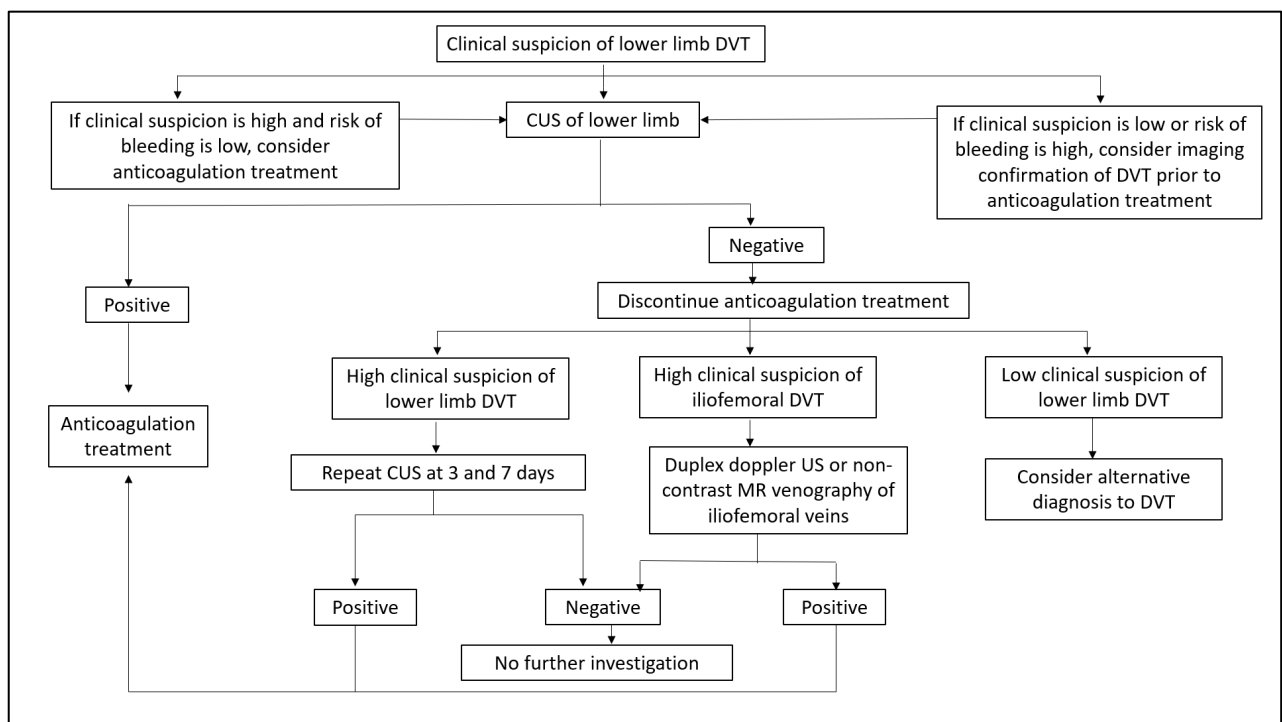 Clinical suspicion of lower limb DVT
If clinical suspicion is high and risk of
bleeding is low, consider
anticoagulation treatment
CUS of lower limb
If clinical suspicion is low or risk of
bleeding is high, consider imaging
confirmation of DVT prior to
anticoagulation treatment
Negative
Positive
Discontinue anticoagulation treatment
High clinical suspicion of
lower limb DVT
High clinical suspicion of
iliofemoral DVT
Low clinical suspicion of
lower limb DVT
Anticoagulation
treatment
Repeat CUS at 3 and 7 days
Duplex doppler US or non-
contrast MR venography of
iliofemoral veins
Consider alternative
diagnosis to DVT
Positive
Negative
Positive
No further investigation